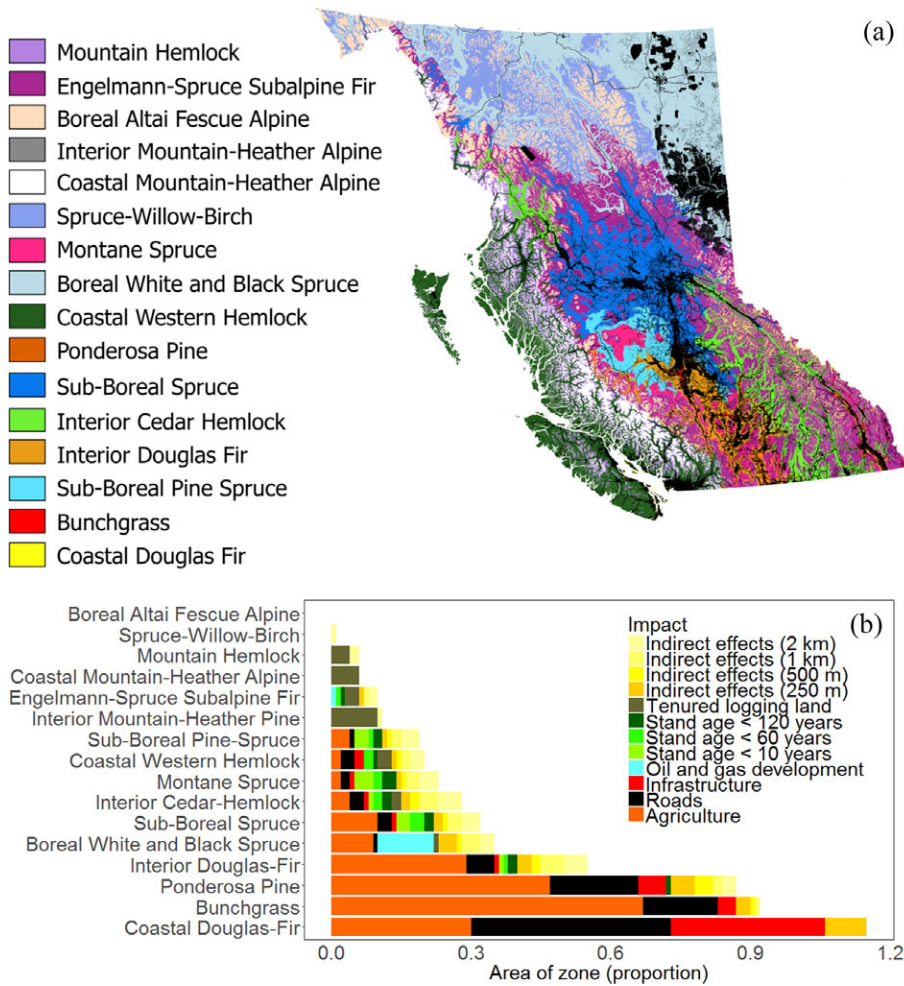 (a)
Mountain Hemlock
Engelmann-Spruce Subalpine Fir
Boreal Altai Fescue Alpine
Interior Mountain-Heather Alpine
Coastal Mountain-Heather Alpine
Spruce-Willow-Birch
Montane Spruce
Boreal White and Black Spruce
Coastal Western Hemlock
Ponderosa Pine
Sub-Boreal Spruce
Interior Cedar Hemlock
Interior Douglas Fir
Sub-Boreal Pine Spruce
Bunchgrass
Coastal Douglas Fir
(b)
Boreal Altai Fescue Alpine
Spruce-Willow-Birch
Mountain Hemlock
Coastal Mountain-Heather Alpine
Engelmann-Spruce Subalpine Fir
Interior Mountain-Heather Pine
Sub-Boreal Pine-Spruce
Coastal Western Hemlock
Montane Spruce
Interior Cedar-Hemlock
Sub-Boreal Spruce
Boreal White and Black Spruce
Interior Douglas-Fir
Ponderosa Pine
Bunchgrass
Coastal Douglas-Fir
Impact
Indirect effects (2 km)
Indirect effects (1 km)
Indirect effects (500 m)
Indirect effects (250 m)
Tenured logging land
Stand age < 120 years
Stand age < 60 years
Stand age < 10 years
Oil and gas development
Infrastructure
Roads
Agriculture
0.0 0.3 0.6 0.9 1.2
Area of zone (proportion)